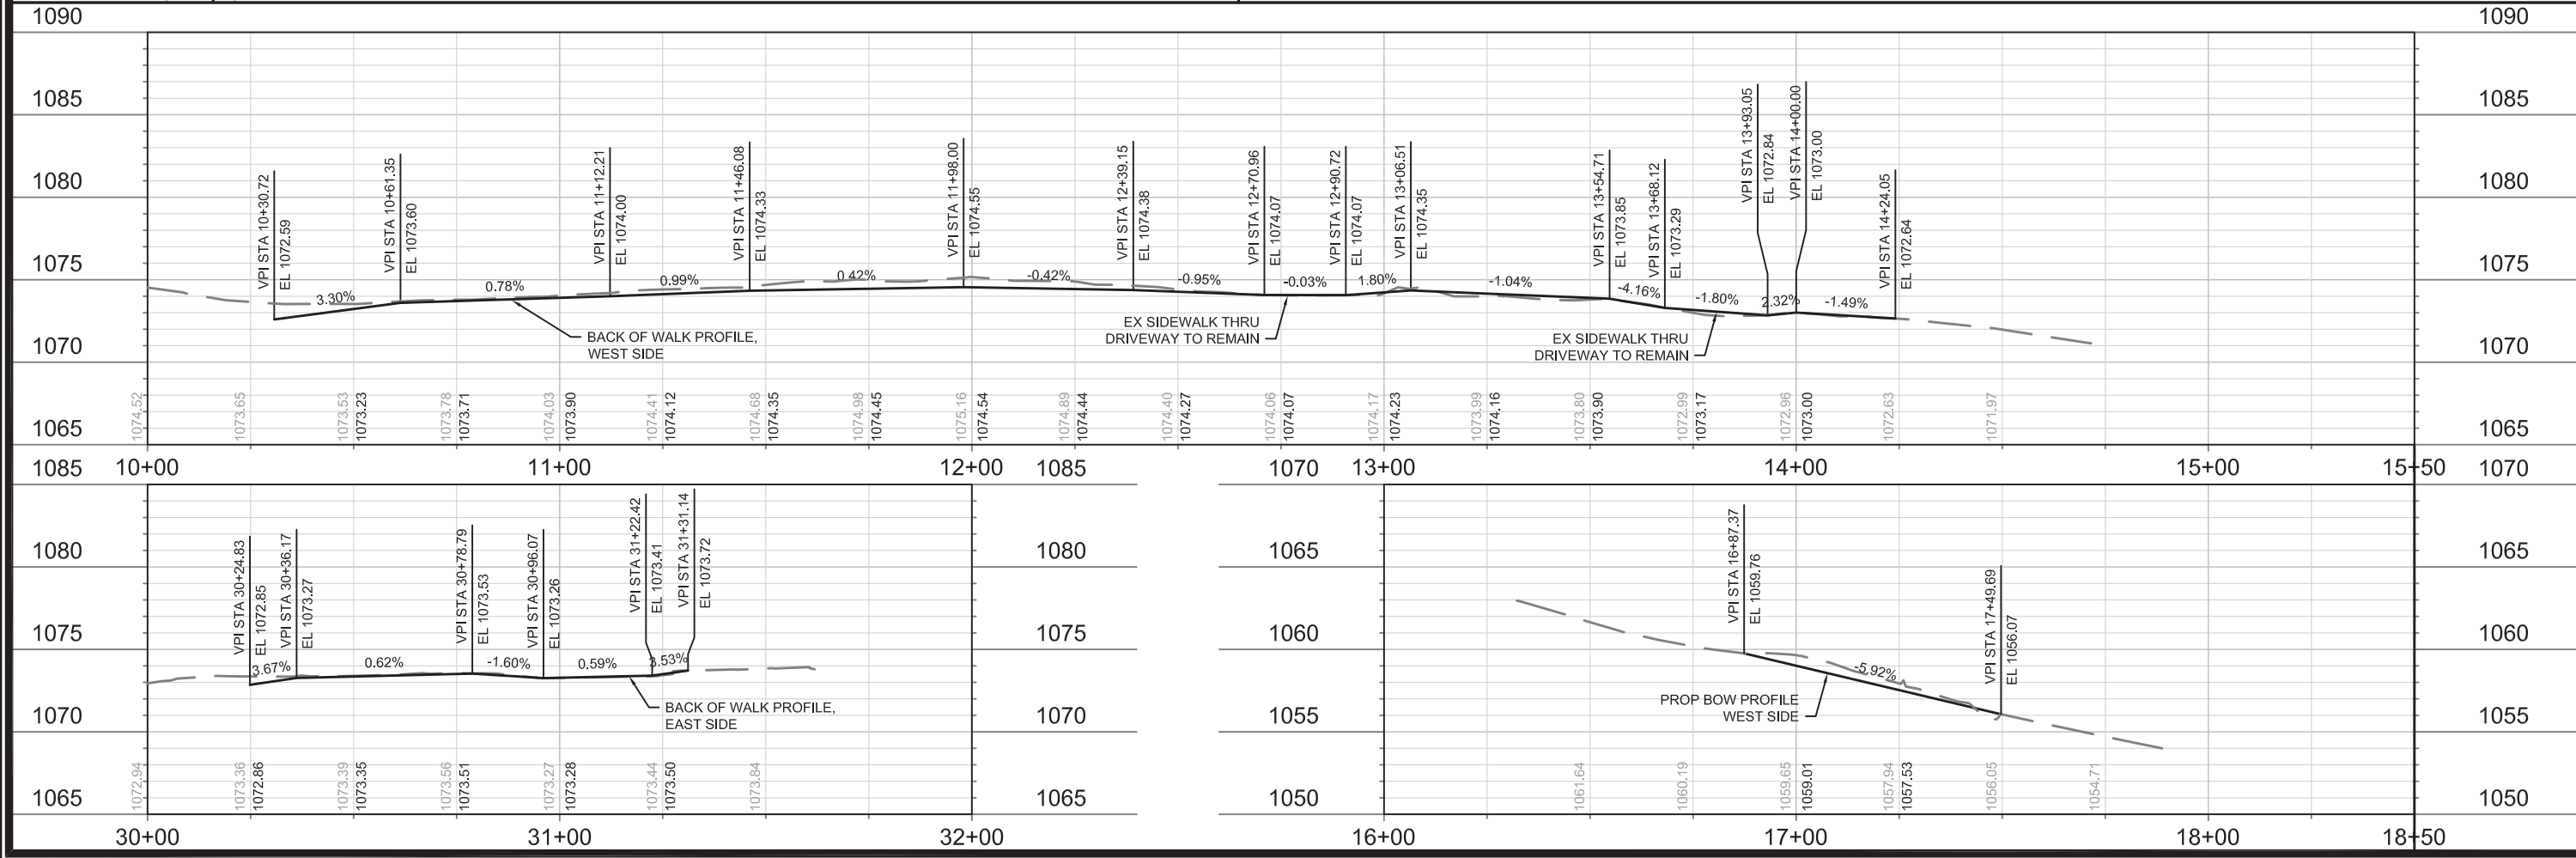 1090 1090
1085 1085
1080 1080
1075 1075
1070 1070
1065 1065
VPI STA 10+30.72
EL 1072.59
VPI STA 10+61.35
EL 1073.60
VPI STA 11+12.21
EL 1074.00
VPI STA 11+46.08
EL 1074.33
VPI STA 11+98.00
EL 1074.55
VPI STA 12+39.15
EL 1074.38
VPI STA 12+70.96
EL 1074.07
VPI STA 12+90.72
EL 1074.07
VPI STA 13+06.51
EL 1074.35
VPI STA 13+54.71
EL 1073.85
VPI STA 13+68.12
EL 1073.29
VPI STA 13+93.05
EL 1072.84
VPI STA 14+00.00
EL 1073.00
VPI STA 14+24.05
EL 1072.64
3.30% 0.78% 0.99% 0.42% -0.42% -0.95% -0.03% 1.80% -1.04% -4.16% -1.80% 2.32% -1.49%
BACK OF WALK PROFILE,
WEST SIDE
EX SIDEWALK THRU
DRIVEWAY TO REMAIN
EX SIDEWALK THRU
DRIVEWAY TO REMAIN
1074.52
1073.65
1073.53
1073.23
1073.78
1073.71
1074.03
1073.90
1074.41
1074.12
1074.68
1074.35
1074.98
1074.45
1075.16
1074.54
1074.89
1074.44
1074.40
1074.27
1074.06
1074.07
1074.17
1074.23
1073.99
1074.16
1073.80
1073.90
1072.99
1073.17
1072.96
1073.00
1072.63
1071.97
10+00 11+00 12+00 13+00 14+00 15+00 15+50
1085 1085
1080 1080
1075 1075
1070 1070
1065 1065
VPI STA 30+24.83
EL 1072.85
VPI STA 30+36.17
EL 1073.27
VPI STA 30+78.79
EL 1073.53
VPI STA 30+96.07
EL 1073.26
VPI STA 31+22.42
EL 1073.41
VPI STA 31+31.14
EL 1073.72
3.67% 0.62% -1.60% 0.59% 3.53%
BACK OF WALK PROFILE,
EAST SIDE
1072.94
1073.36
1072.86
1073.39
1073.35
1073.56
1073.51
1073.27
1073.28
1073.44
1073.50
1073.84
30+00 31+00 32+00
1070 1070
1065 1065
1060 1060
1055 1055
1050 1050
VPI STA 16+87.37
EL 1059.76
VPI STA 17+49.69
EL 1056.07
-5.92%
PROP BOW PROFILE
WEST SIDE
1061.64
1060.19
1059.65
1059.01
1057.94
1057.53
1056.05
1054.71
16+00 17+00 18+00 18+50